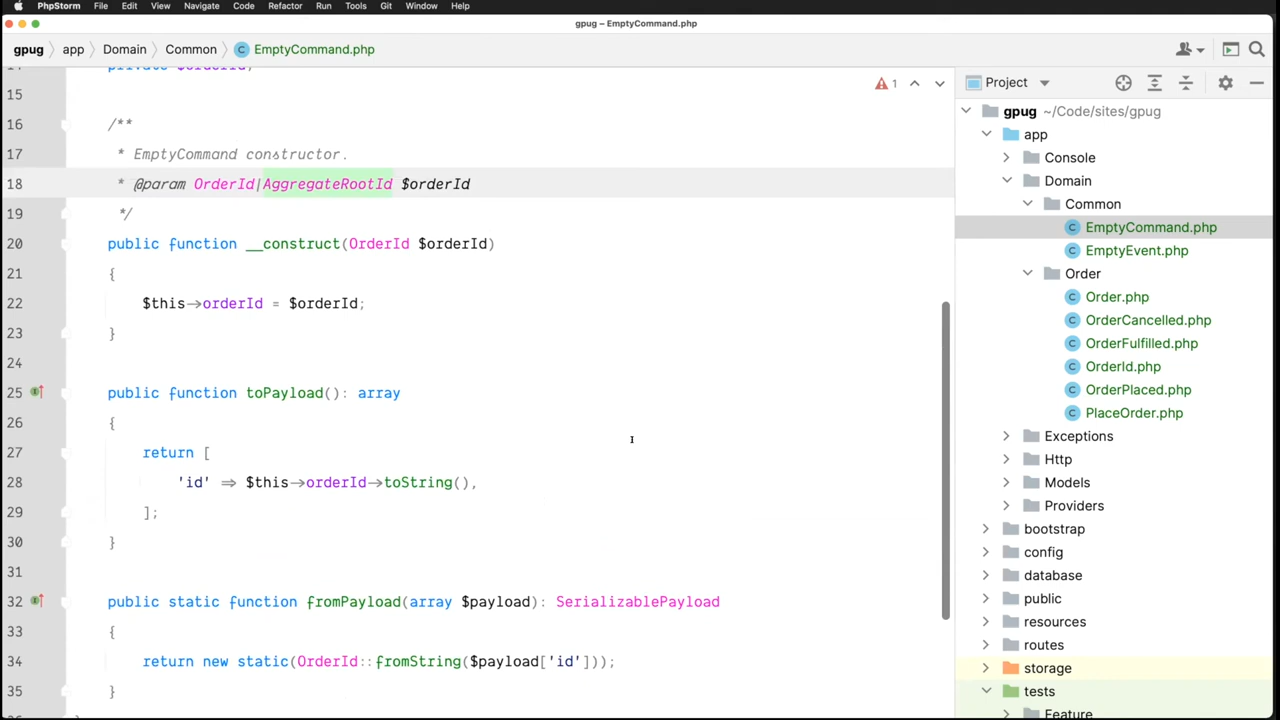 PhpStorm File Edit View Navigate Code Refactor Run Tools Git Window Help
gpug – EmptyCommand.php
gpug app Domain Common EmptyCommand.php
Project
15
16 /**
17 * EmptyCommand constructor.
18 * @param OrderId|AggregateRootId $orderId
19 */
20 public function __construct(OrderId $orderId)
21 {
22 $this→orderId = $orderId;
23 }
24
25 public function toPayload(): array
26 {
27 return [
28 'id' ⇒ $this→orderId→toString(),
29 ];
30 }
31
32 public static function fromPayload(array $payload): SerializablePayload
33 {
34 return new static(OrderId::fromString($payload['id']));
35 }
1
gpug ~/Code/sites/gpug
app
Console
Domain
Common
EmptyCommand.php
EmptyEvent.php
Order
Order.php
OrderCancelled.php
OrderFulfilled.php
OrderId.php
OrderPlaced.php
PlaceOrder.php
Exceptions
Http
Models
Providers
bootstrap
config
database
public
resources
routes
storage
tests
Feature